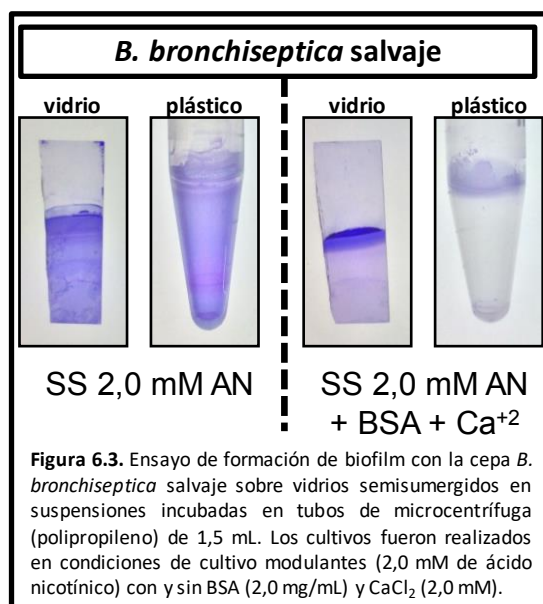 B. bronchiseptica salvaje
vidrio plástico vidrio plástico
SS 2,0 mM AN
SS 2,0 mM AN
+ BSA + Ca⁺²
Figura 6.3. Ensayo de formación de biofilm con la cepa B.
bronchiseptica salvaje sobre vidrios semisumergidos en
suspensiones incubadas en tubos de microcentrífuga
(polipropileno) de 1,5 mL. Los cultivos fueron realizados
en condiciones de cultivo modulantes (2,0 mM de ácido
nicotínico) con y sin BSA (2,0 mg/mL) y CaCl₂ (2,0 mM).